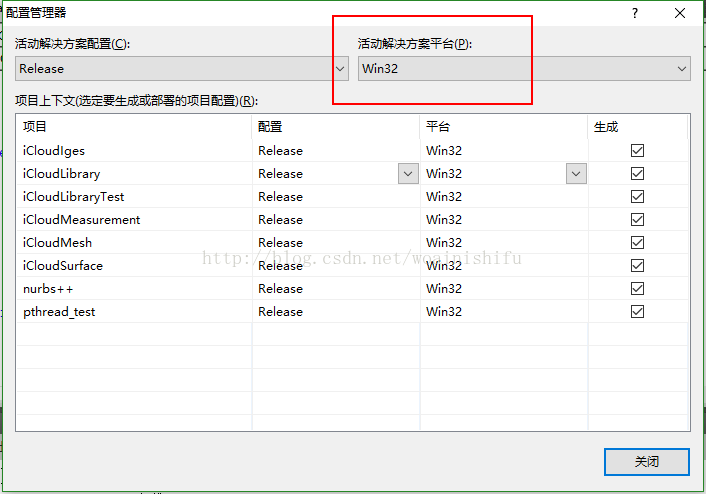 配置管理器
活动解决方案配置(C): 活动解决方案平台(P):
Release Win32
项目上下文(选定要生成或部署的项目配置)(R):
项目 配置 平台 生成
iCloudIges Release Win32
iCloudLibrary Release Win32
iCloudLibraryTest Release Win32
iCloudMeasurement Release Win32
iCloudMesh Release Win32
http://blog.csdn.net/woainishifu
iCloudSurface Release Win32
nurbs++ Release Win32
pthread_test Release Win32
关闭